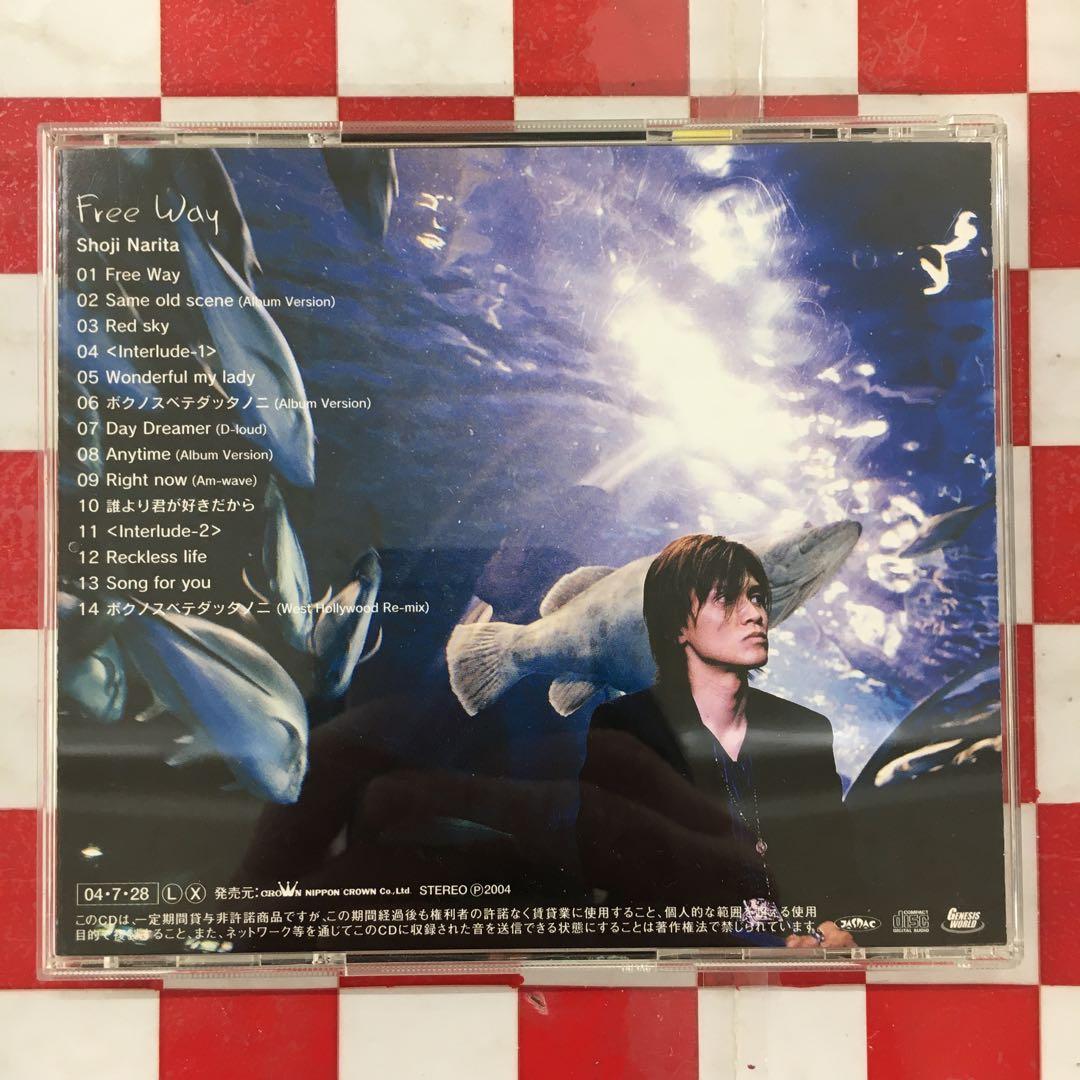 Free Way
Shoji Narita
01 Free Way
02 Same old scene (Album Version)
03 Red sky
04 <Interlude-1>
05 Wonderful my lady
06 ボクノスベテダッタノニ (Album Version)
07 Day Dreamer (D-loud)
08 Anytime (Album Version)
09 Right now (Am-wave)
10 誰より君が好きだから
11 <Interlude-2>
12 Reckless life
13 Song for you
14 ボクノスベテダッタノニ (West Hollywood Re-mix)
04・7・28 Ⓛ Ⓧ 発売元:CROWN NIPPON CROWN Co.,Ltd. STEREO Ⓟ2004
このCDは、一定期間貸与非許諾商品ですが、この期間経過後も権利者の許諾なく賃貸業に使用すること、個人的な範囲を超える使用
目的で複製すること、また、ネットワーク等を通じてこのCDに収録された音を送信できる状態にすることは著作権法で禁じられています。
JASRAC
COMPACT
disc
DIGITAL AUDIO
GENESIS
WORLD